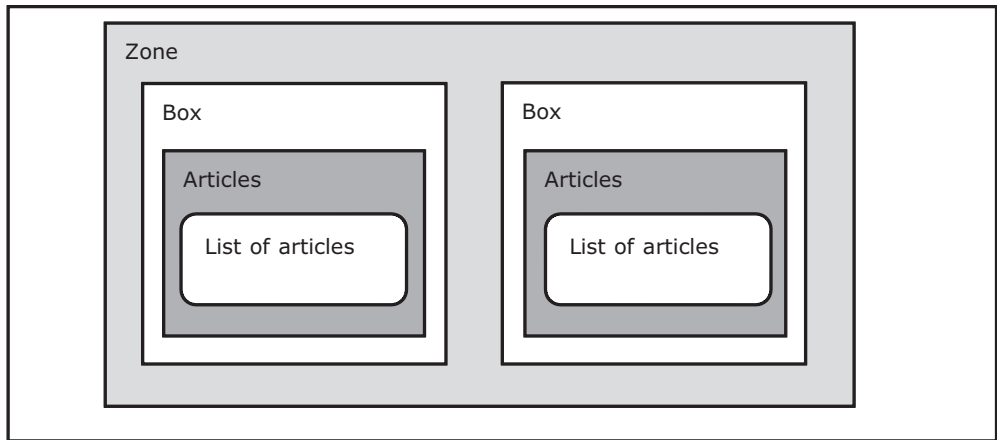 Zone
Box
Articles
List of articles
Box
Articles
List of articles